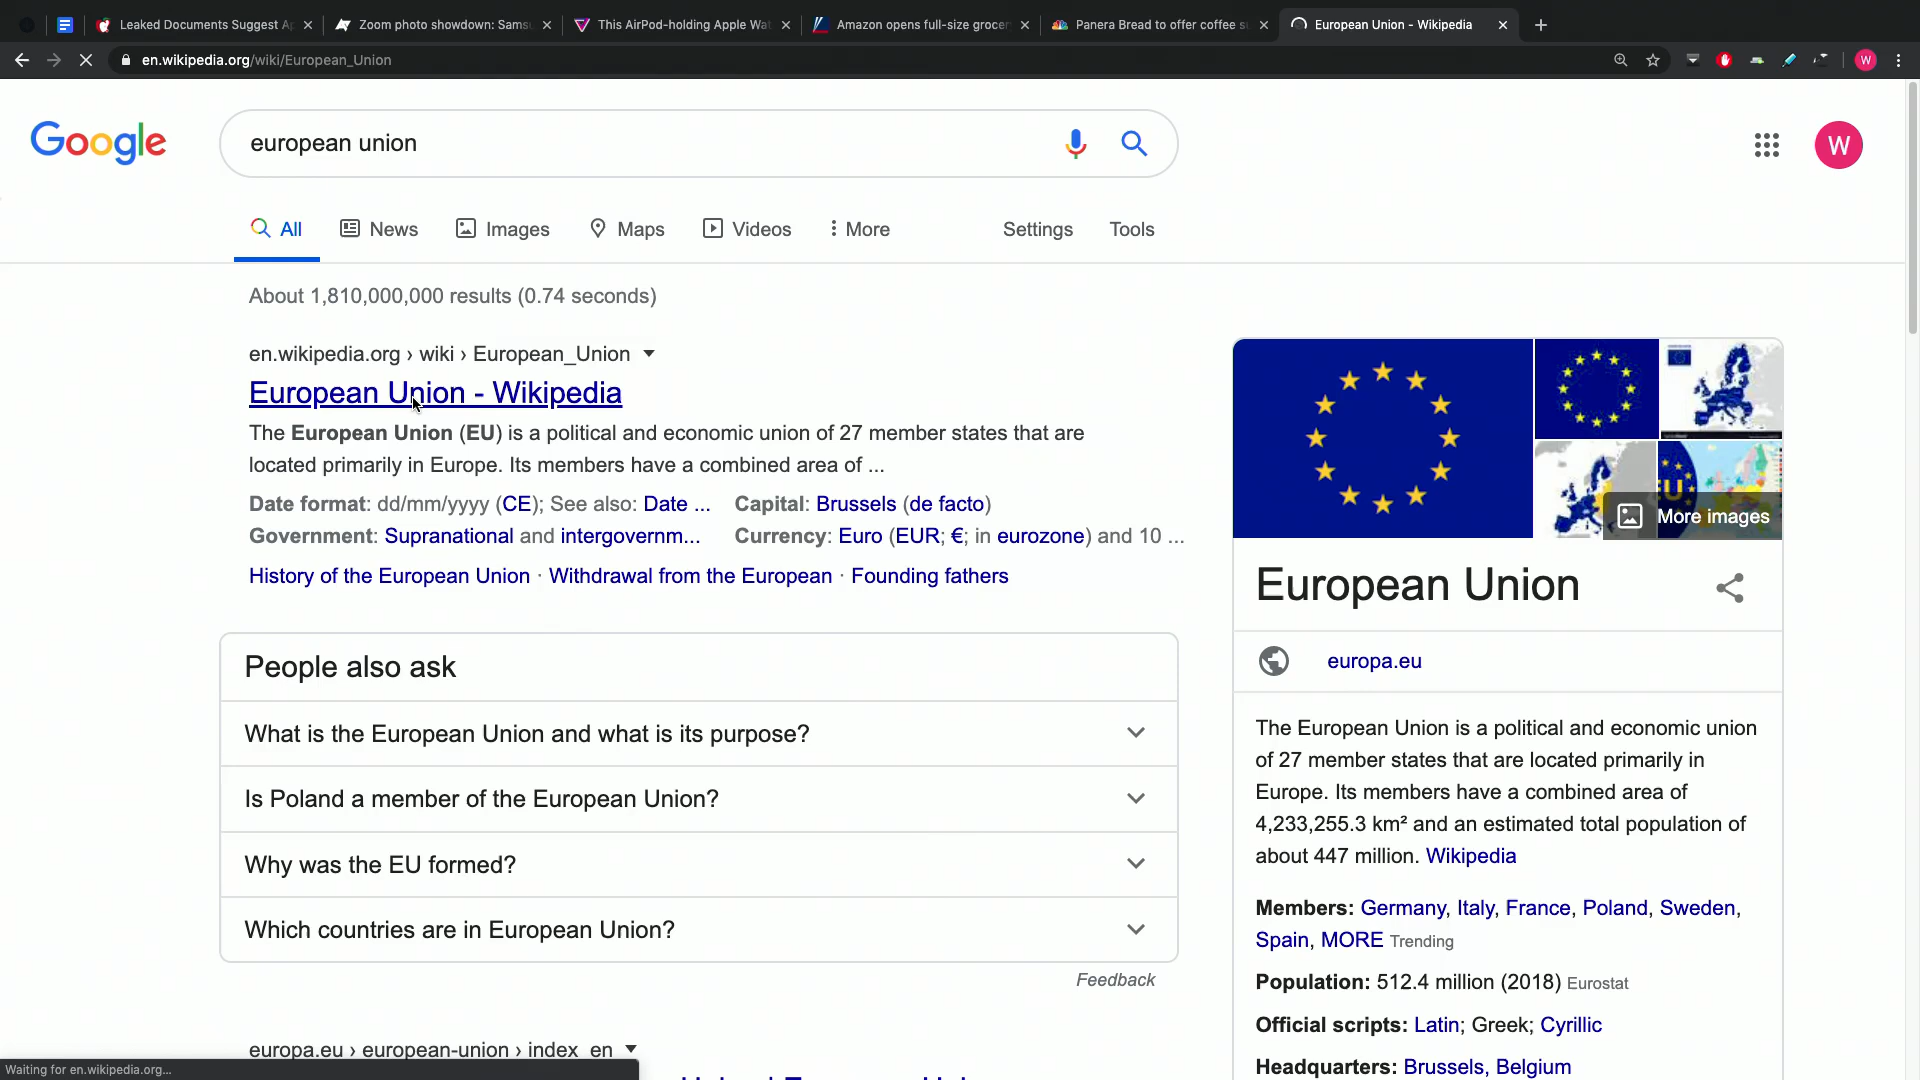 Leaked Documents Suggest Ap
Zoom photo showdown: Sams
This AirPod-holding Apple Wat
Amazon opens full-size grocer
Panera Bread to offer coffee s
European Union - Wikipedia
en.wikipedia.org/wiki/European_Union
W
Google
european union
W
All
News
Images
Maps
Videos
More
Settings
Tools
About 1,810,000,000 results (0.74 seconds)
en.wikipedia.org › wiki › European_Union
European Union - Wikipedia
The European Union (EU) is a political and economic union of 27 member states that are
located primarily in Europe. Its members have a combined area of ...
Date format: dd/mm/yyyy (CE); See also: Date ... Capital: Brussels (de facto)
Government: Supranational and intergovernm... Currency: Euro (EUR; €; in eurozone) and 10 ...
History of the European Union · Withdrawal from the European · Founding fathers
People also ask
What is the European Union and what is its purpose?
Is Poland a member of the European Union?
Why was the EU formed?
Which countries are in European Union?
Feedback
europa.eu › european-union › index_en
Waiting for en.wikipedia.org...
EU
More images
European Union
europa.eu
The European Union is a political and economic union
of 27 member states that are located primarily in
Europe. Its members have a combined area of
4,233,255.3 km² and an estimated total population of
about 447 million. Wikipedia
Members: Germany, Italy, France, Poland, Sweden,
Spain, MORE Trending
Population: 512.4 million (2018) Eurostat
Official scripts: Latin; Greek; Cyrillic
Headquarters: Brussels, Belgium